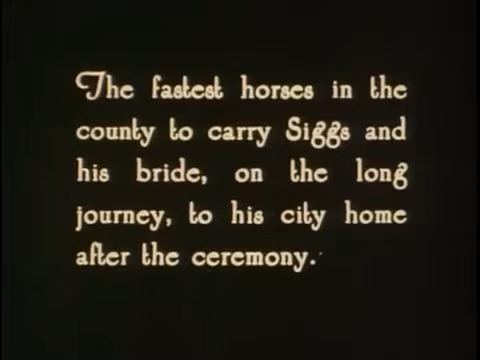 The fastest horses in the
county to carry Siggs and
his bride, on the long
journey, to his city home
after the ceremony.